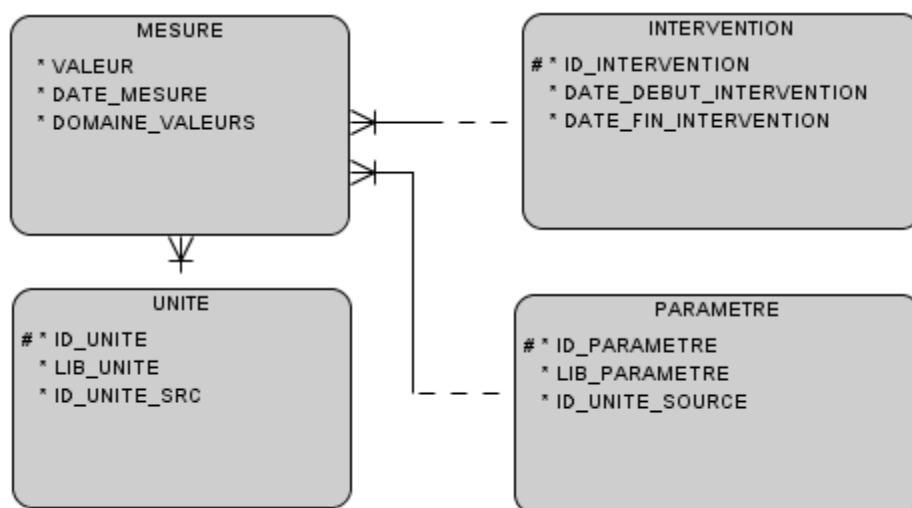 MESURE
* VALEUR
* DATE_MESURE
* DOMAINE_VALEURS
INTERVENTION
# * ID_INTERVENTION
* DATE_DEBUT_INTERVENTION
* DATE_FIN_INTERVENTION
UNITE
# * ID_UNITE
* LIB_UNITE
* ID_UNITE_SRC
PARAMETRE
# * ID_PARAMETRE
* LIB_PARAMETRE
* ID_UNITE_SOURCE